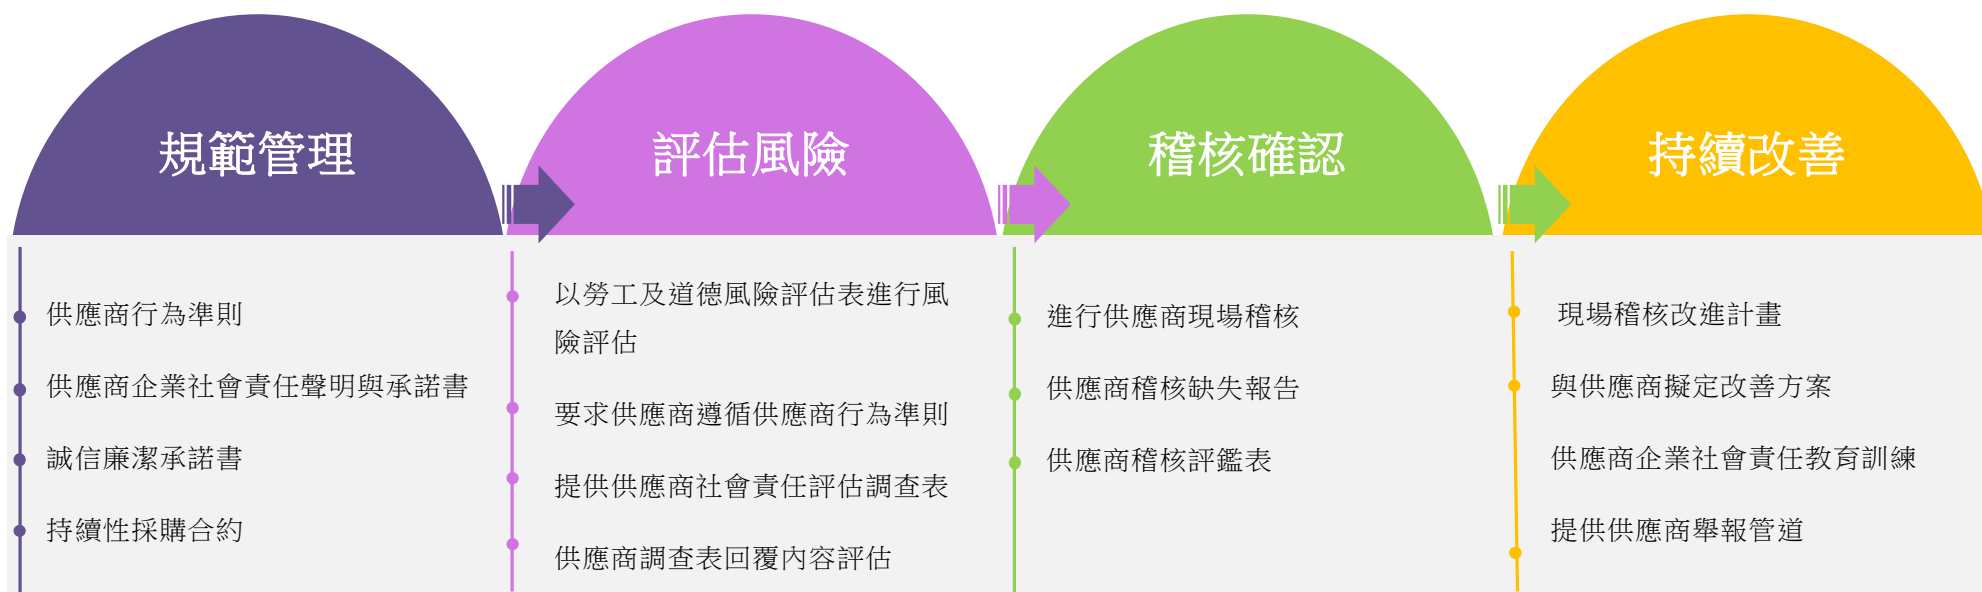 規範管理
供應商行為準則
供應商企業社會責任聲明與承諾書
誠信廉潔承諾書
持續性採購合約
評估風險
以勞工及道德風險評估表進行風
險評估
要求供應商遵循供應商行為準則
提供供應商社會責任評估調查表
供應商調查表回覆內容評估
稽核確認
進行供應商現場稽核
供應商稽核缺失報告
供應商稽核評鑑表
持續改善
現場稽核改進計畫
與供應商擬定改善方案
供應商企業社會責任教育訓練
提供供應商舉報管道